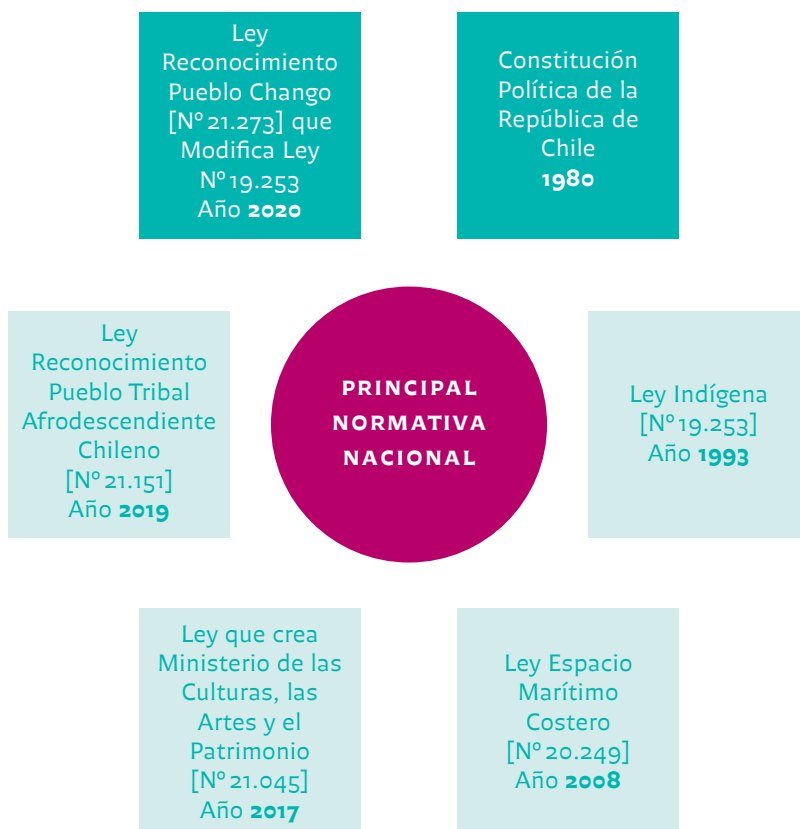 Ley
Reconocimiento
Pueblo Chango
[Nº 21.273] que
Modifica Ley
Nº 19.253
Año 2020
Constitución
Política de la
República de
Chile
1980
Ley
Reconocimiento
Pueblo Tribal
Afrodescendiente
Chileno
[Nº 21.151]
Año 2019
PRINCIPAL
NORMATIVA
NACIONAL
Ley Indígena
[Nº 19.253]
Año 1993
Ley que crea
Ministerio de las
Culturas, las
Artes y el
Patrimonio
[Nº 21.045]
Año 2017
Ley Espacio
Marítimo
Costero
[Nº 20.249]
Año 2008